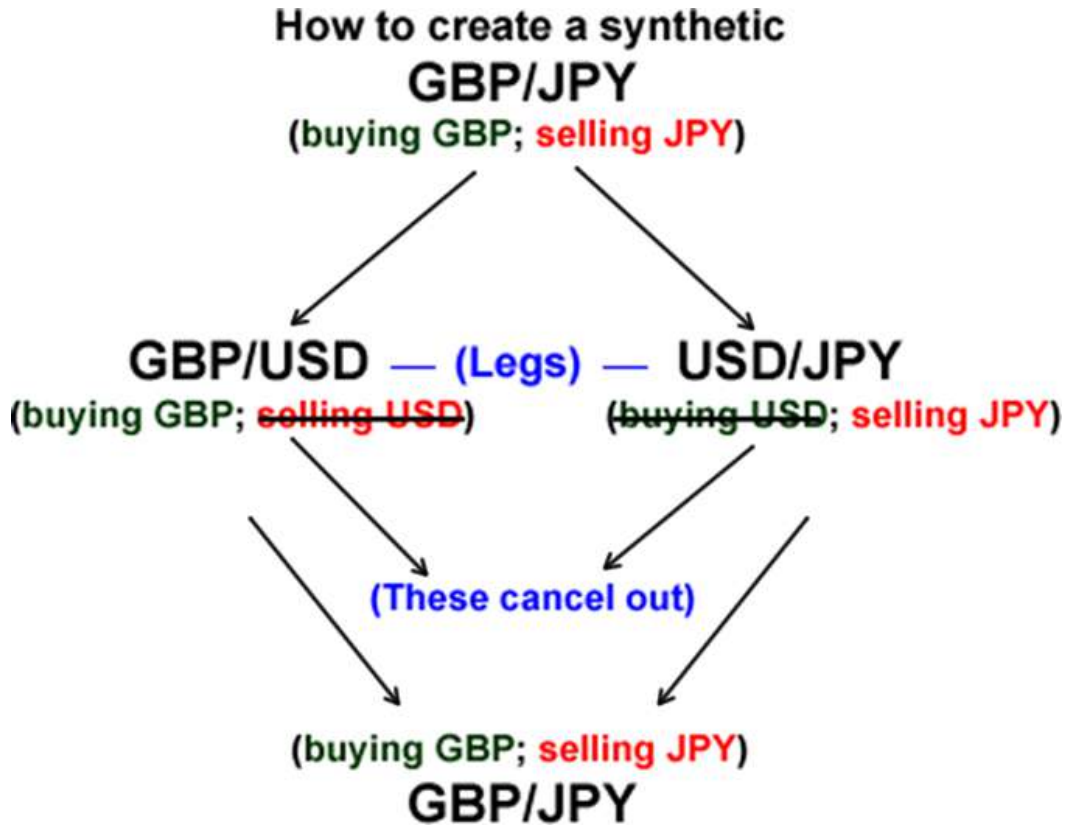 How to create a synthetic
GBP/JPY
(buying GBP; selling JPY)
GBP/USD — (Legs) — USD/JPY
(buying GBP; selling USD) (buying USD; selling JPY)
(These cancel out)
(buying GBP; selling JPY)
GBP/JPY